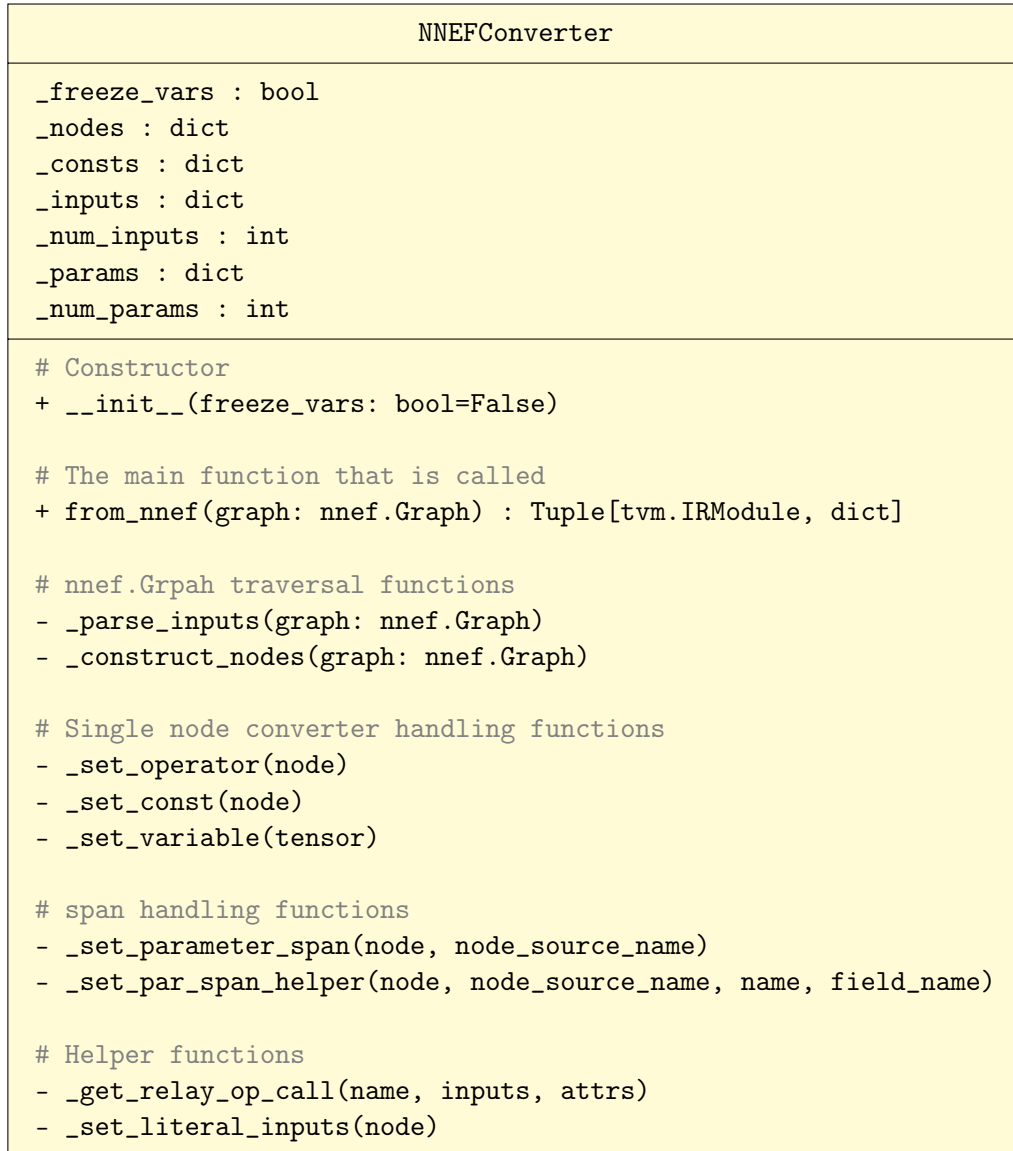 NNEFConverter
_freeze_vars : bool
_nodes : dict
_consts : dict
_inputs : dict
_num_inputs : int
_params : dict
_num_params : int
# Constructor
+ __init__(freeze_vars: bool=False)
# The main function that is called
+ from_nnef(graph: nnef.Graph) : Tuple[tvm.IRModule, dict]
# nnef.Grpah traversal functions
- _parse_inputs(graph: nnef.Graph)
- _construct_nodes(graph: nnef.Graph)
# Single node converter handling functions
- _set_operator(node)
- _set_const(node)
- _set_variable(tensor)
# span handling functions
- _set_parameter_span(node, node_source_name)
- _set_par_span_helper(node, node_source_name, name, field_name)
# Helper functions
- _get_relay_op_call(name, inputs, attrs)
- _set_literal_inputs(node)